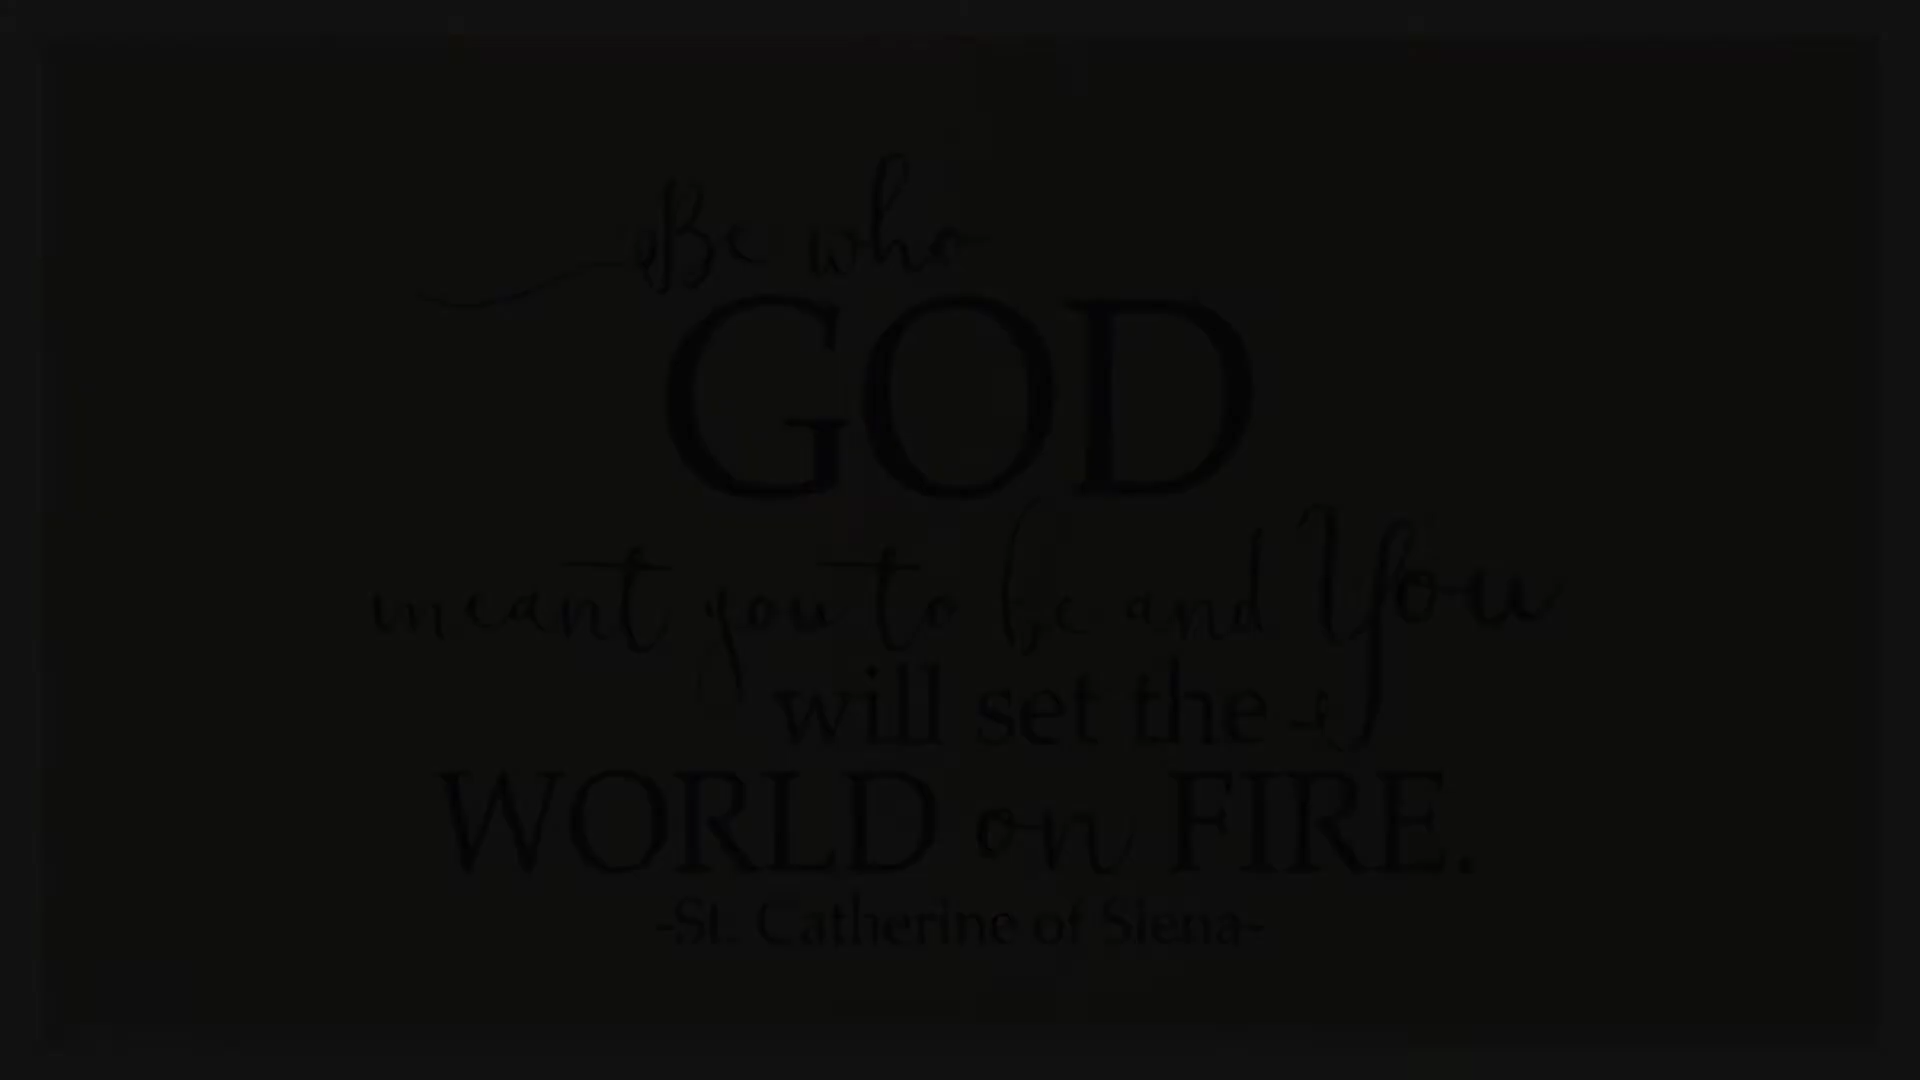 Be who
GOD
meant you to be and You
will set the
WORLD on FIRE.
-St. Catherine of Siena-